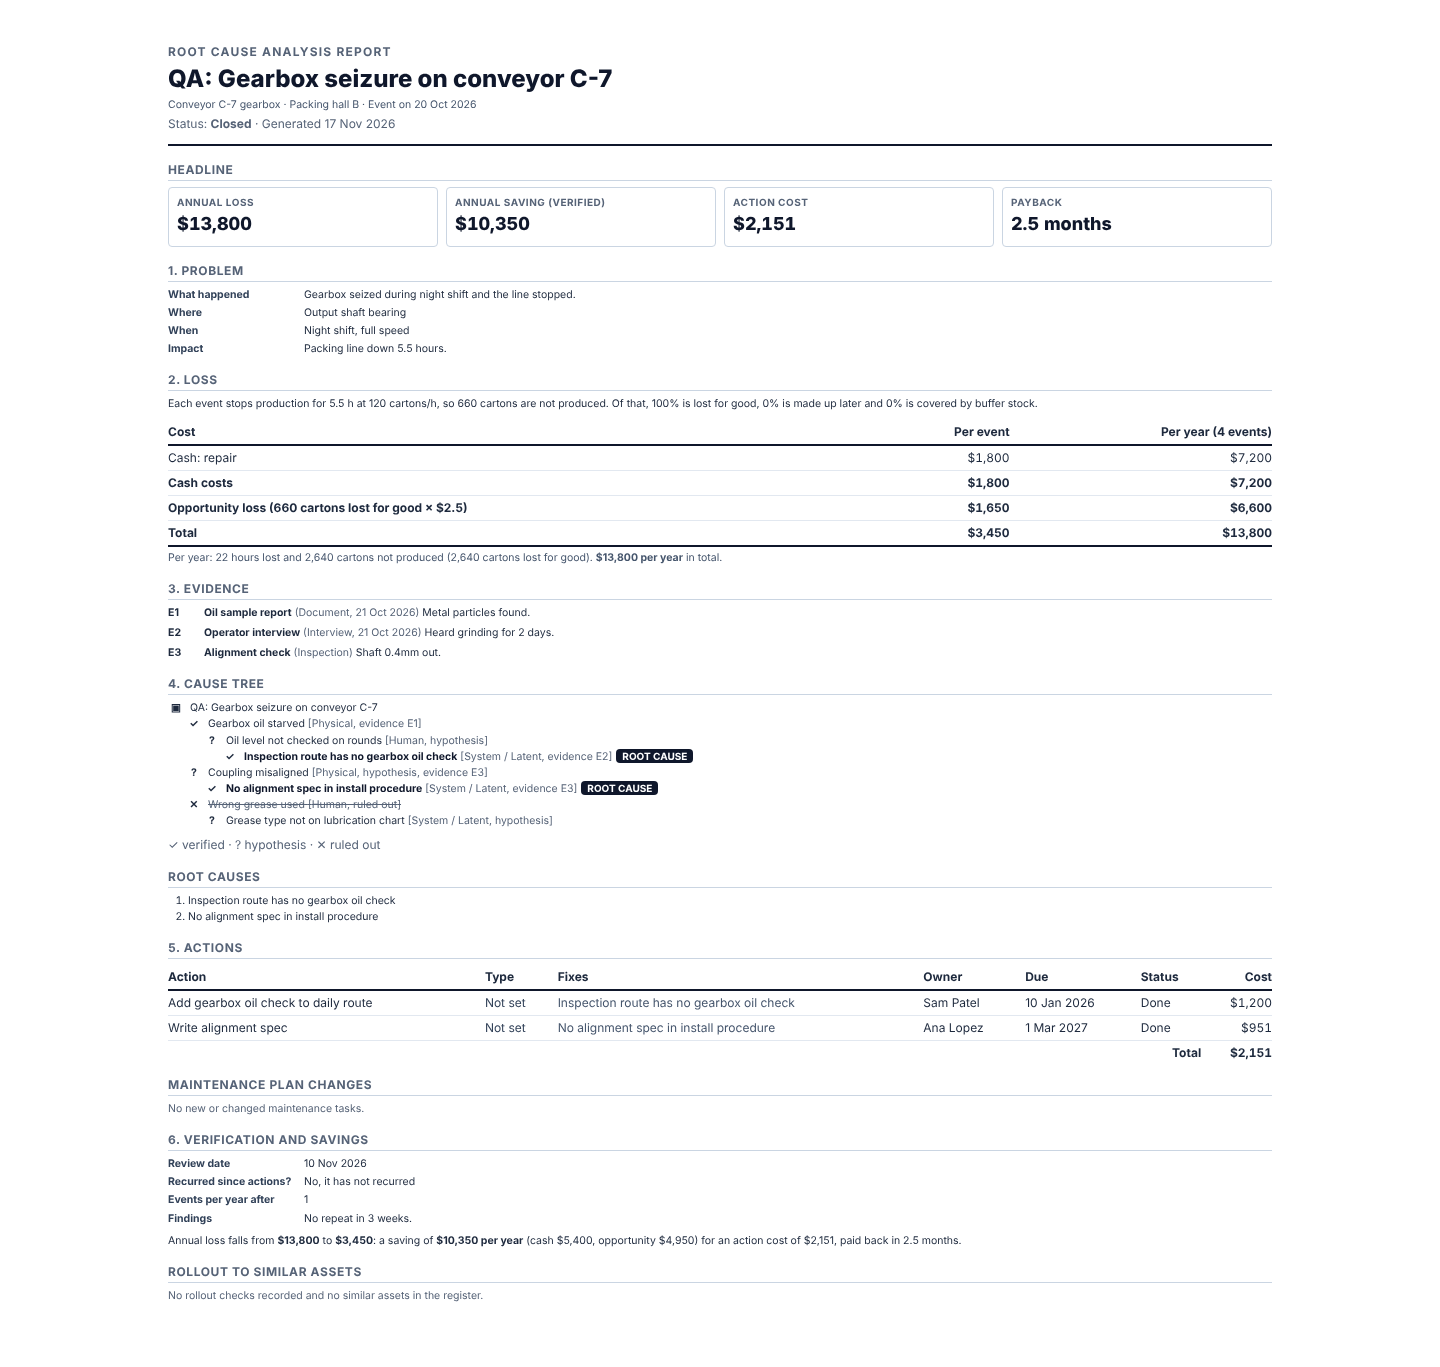 ROOT CAUSE ANALYSIS REPORT
QA: Gearbox seizure on conveyor C-7
Conveyor C-7 gearbox · Packing hall B · Event on 20 Oct 2026
Status: Closed · Generated 17 Nov 2026
HEADLINE
ANNUAL LOSS ANNUAL SAVING (VERIFIED) ACTION COST PAYBACK
$13,800 $10,350 $2,151 2.5 months
1. PROBLEM
What happened Gearbox seized during night shift and the line stopped.
Where Output shaft bearing
When Night shift, full speed
Impact Packing line down 5.5 hours.
2. LOSS
Each event stops production for 5.5 h at 120 cartons/h, so 660 cartons are not produced. Of that, 100% is lost for good, 0% is made up later and 0% is covered by buffer stock.
Cost Per event Per year (4 events)
Cash: repair $1,800 $7,200
Cash costs $1,800 $7,200
Opportunity loss (660 cartons lost for good × $2.5) $1,650 $6,600
Total $3,450 $13,800
Per year: 22 hours lost and 2,640 cartons not produced (2,640 cartons lost for good). $13,800 per year in total.
3. EVIDENCE
E1 Oil sample report (Document, 21 Oct 2026) Metal particles found.
E2 Operator interview (Interview, 21 Oct 2026) Heard grinding for 2 days.
E3 Alignment check (Inspection) Shaft 0.4mm out.
4. CAUSE TREE
▣ QA: Gearbox seizure on conveyor C-7
✓ Gearbox oil starved [Physical, evidence E1]
? Oil level not checked on rounds [Human, hypothesis]
✓ Inspection route has no gearbox oil check [System / Latent, evidence E2] ROOT CAUSE
? Coupling misaligned [Physical, hypothesis, evidence E3]
✓ No alignment spec in install procedure [System / Latent, evidence E3] ROOT CAUSE
✕ Wrong grease used [Human, ruled out]
? Grease type not on lubrication chart [System / Latent, hypothesis]
✓ verified · ? hypothesis · ✕ ruled out
ROOT CAUSES
1. Inspection route has no gearbox oil check
2. No alignment spec in install procedure
5. ACTIONS
Action Type Fixes Owner Due Status Cost
Add gearbox oil check to daily route Not set Inspection route has no gearbox oil check Sam Patel 10 Jan 2026 Done $1,200
Write alignment spec Not set No alignment spec in install procedure Ana Lopez 1 Mar 2027 Done $951
Total $2,151
MAINTENANCE PLAN CHANGES
No new or changed maintenance tasks.
6. VERIFICATION AND SAVINGS
Review date 10 Nov 2026
Recurred since actions? No, it has not recurred
Events per year after 1
Findings No repeat in 3 weeks.
Annual loss falls from $13,800 to $3,450: a saving of $10,350 per year (cash $5,400, opportunity $4,950) for an action cost of $2,151, paid back in 2.5 months.
ROLLOUT TO SIMILAR ASSETS
No rollout checks recorded and no similar assets in the register.